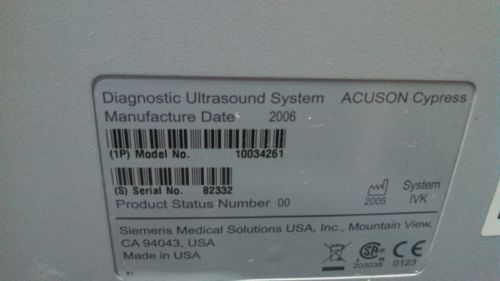 Diagnostic Ultrasound System ACUSON Cypress
Manufacture Date 2006
(1P) Model No. 10034261
(S) Serial No. 82332
System
2005 IVK
Product Status Number 00
Siemens Medical Solutions USA, Inc., Mountain View,
CA 94043, USA
Made in USA
203038 0123